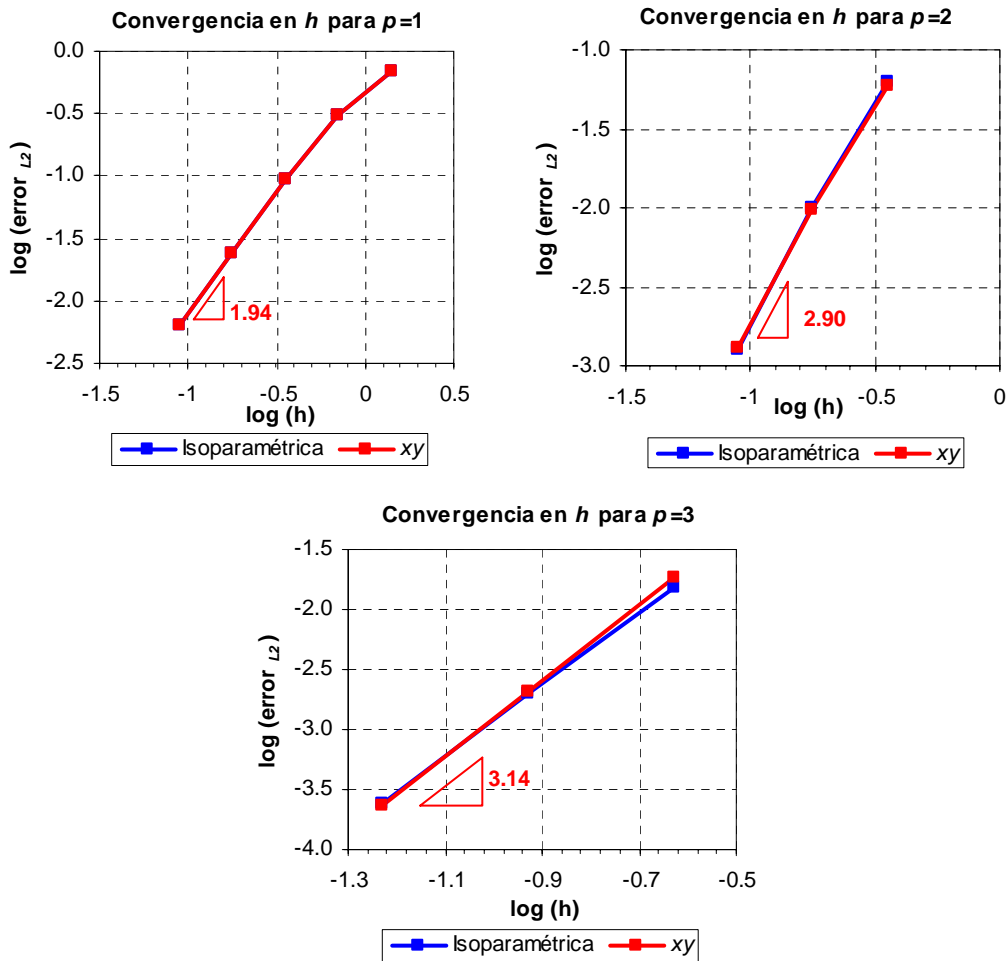 Convergencia en h para p=1
0.0
-0.5
-1.0
-1.5
-2.0
-2.5
log (error L2)
1.94
-1.5
-1
-0.5
0
0.5
log (h)
Isoparamétrica
xy
Convergencia en h para p=2
-1.0
-1.5
-2.0
-2.5
-3.0
log (error L2)
2.90
-1.5
-1
-0.5
0
log (h)
Isoparamétrica
xy
Convergencia en h para p=3
-1.5
-2.0
-2.5
-3.0
-3.5
-4.0
log (error L2)
3.14
-1.3
-1.1
-0.9
-0.7
-0.5
log (h)
Isoparamétrica
xy